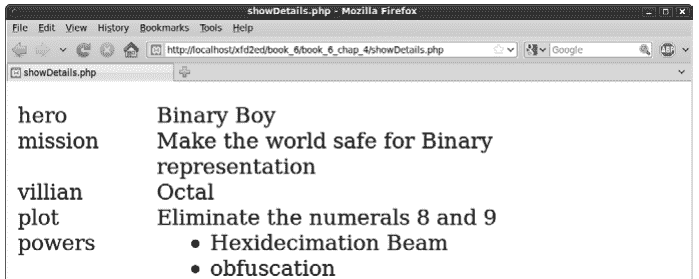 showDetails.php - Mozilla Firefox
File Edit View History Bookmarks Tools Help
http://localhost/xfd2ed/book_6/book_6_chap_4/showDetails.php Google ABP
showDetails.php
hero Binary Boy
mission Make the world safe for Binary
representation
villian Octal
plot Eliminate the numerals 8 and 9
powers • Hexidecimation Beam
• obfuscation